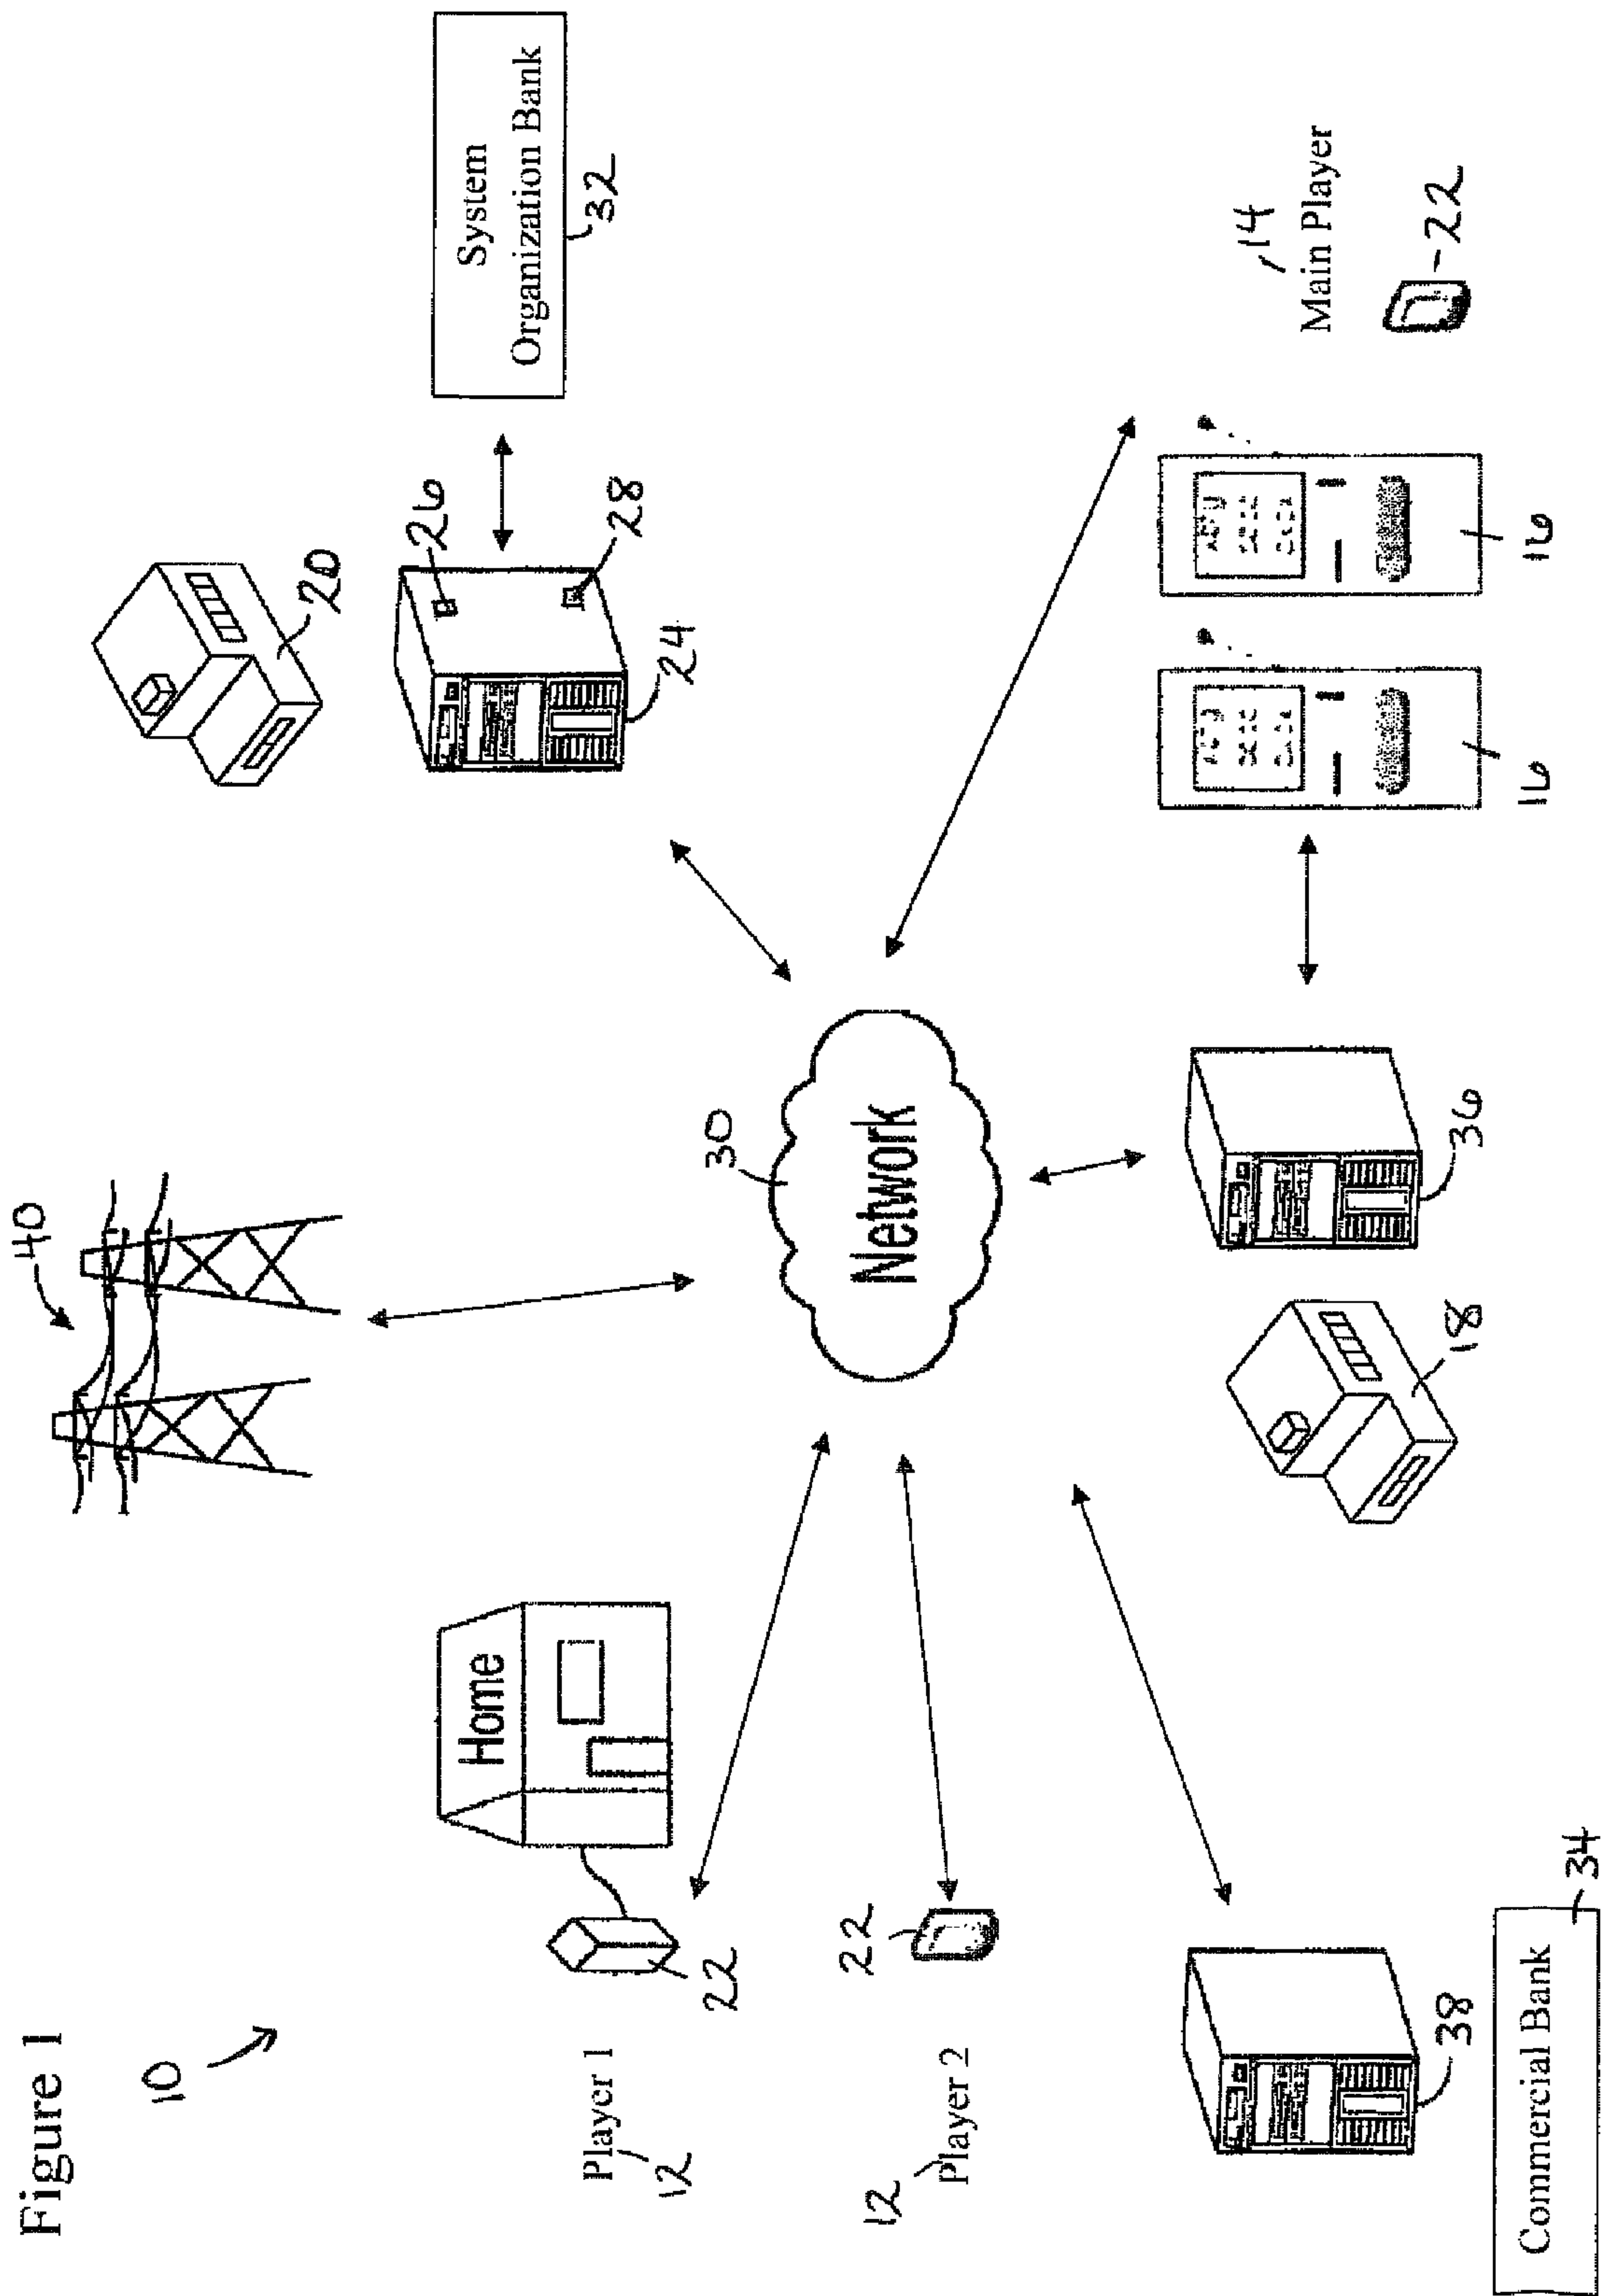 Figure 1
10
40
20
26
28
24
System
Organization Bank
32
Home
22
Player 1
12
30
Network
22
12
Player 2
14
Main Player
22
16
16
36
18
38
Commercial Bank
34